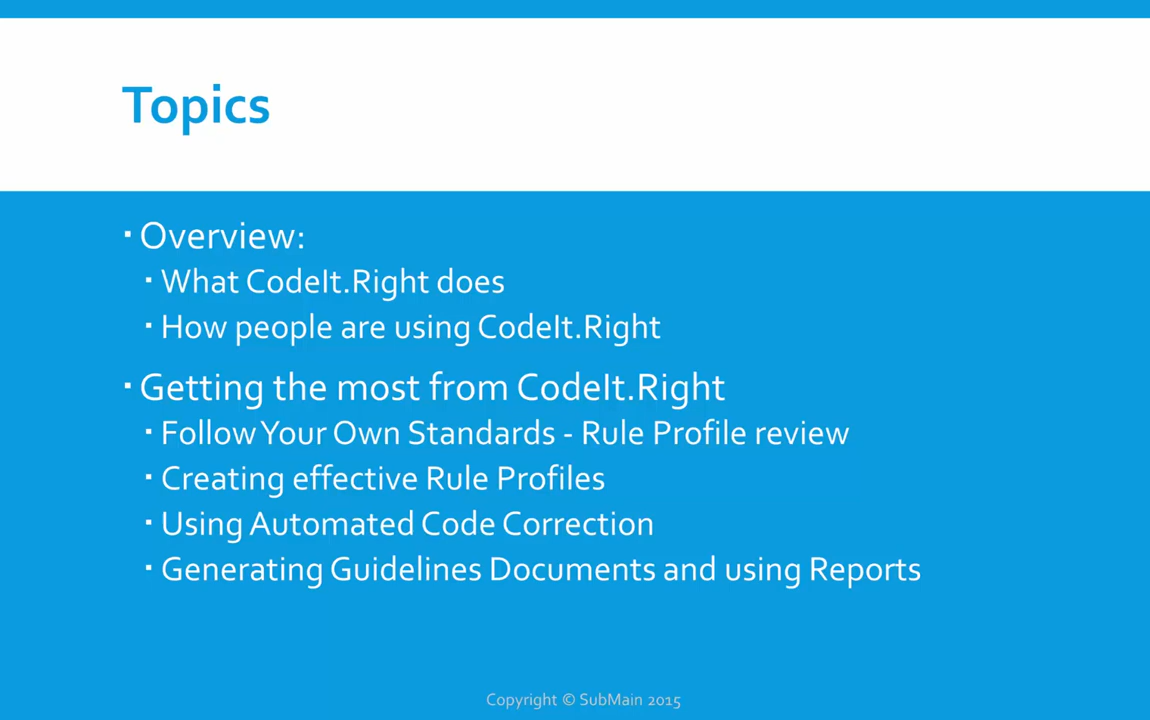 Topics
▪ Overview:
▪ What CodeIt.Right does
▪ How people are using CodeIt.Right
▪ Getting the most from CodeIt.Right
▪ Follow Your Own Standards - Rule Profile review
▪ Creating effective Rule Profiles
▪ Using Automated Code Correction
▪ Generating Guidelines Documents and using Reports
Copyright © SubMain 2015